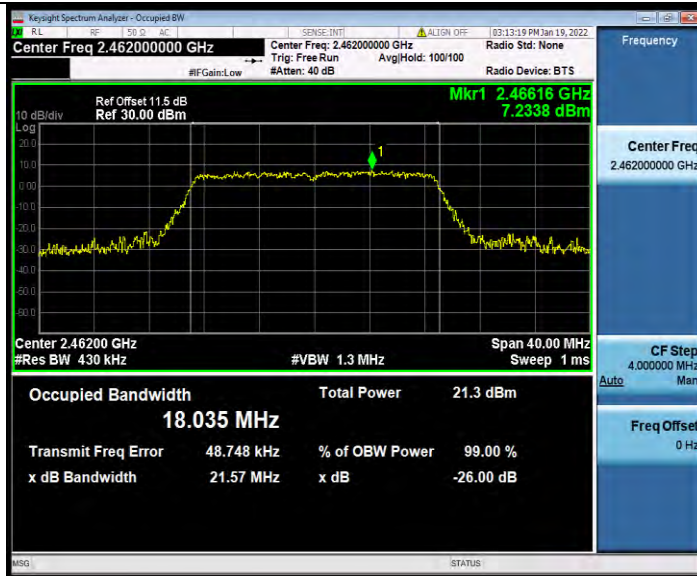 Keysight Spectrum Analyzer - Occupied BW
RL RF 50 Ω AC SENSE:INT ALIGN OFF 03:13:19 PM Jan 19, 2022
Center Freq 2.462000000 GHz
Center Freq: 2.462000000 GHz Radio Std: None
Trig: Free Run Avg|Hold: 100/100
#IFGain:Low #Atten: 40 dB Radio Device: BTS
Frequency
Ref Offset 11.5 dB
10 dB/div Ref 30.00 dBm
Mkr1 2.46616 GHz
7.2338 dBm
Log
20.0
10.0
0.00
-10.0
-20.0
-30.0
-40.0
-50.0
-60.0
1
Center Freq
2.462000000 GHz
Center 2.46200 GHz Span 40.00 MHz
#Res BW 430 kHz #VBW 1.3 MHz Sweep 1 ms
CF Step
4.000000 MHz
Auto Man
Occupied Bandwidth Total Power 21.3 dBm
18.035 MHz
Transmit Freq Error 48.748 kHz % of OBW Power 99.00 %
x dB Bandwidth 21.57 MHz x dB -26.00 dB
Freq Offset
0 Hz
MSG STATUS